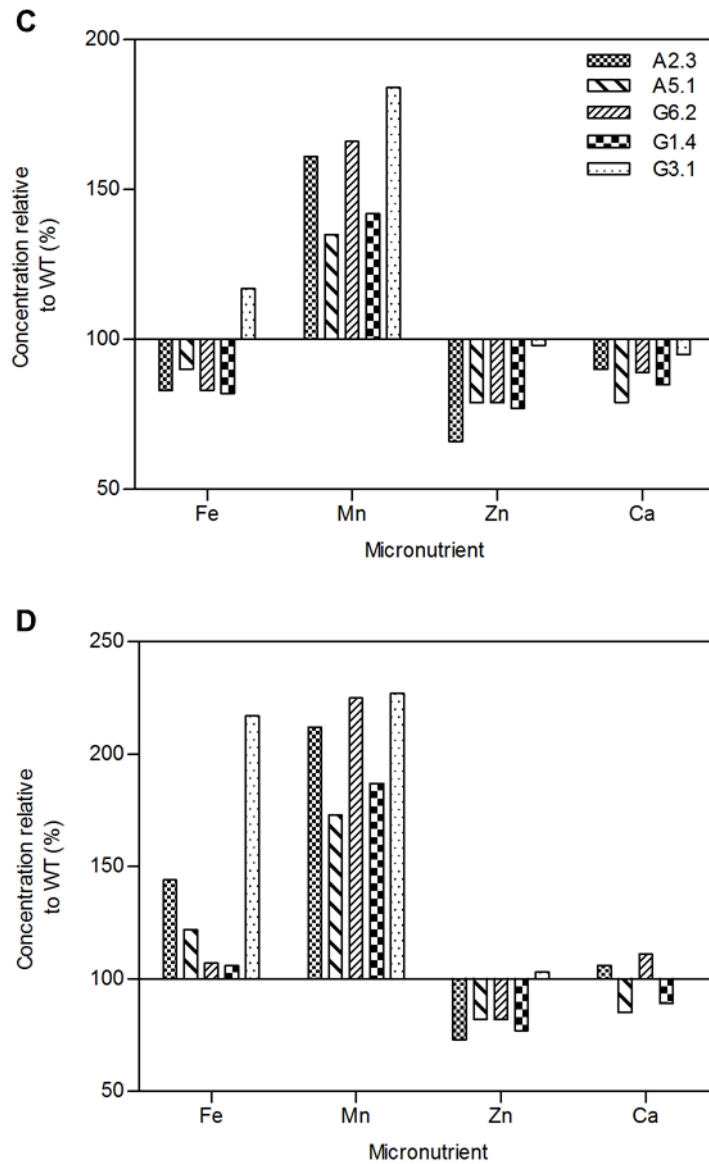 C
200
150
100
50
Concentration relative
to WT (%)
A2.3
A5.1
G6.2
G1.4
G3.1
Fe Mn Zn Ca
Micronutrient
D
250
200
150
100
50
Concentration relative
to WT (%)
Fe Mn Zn Ca
Micronutrient